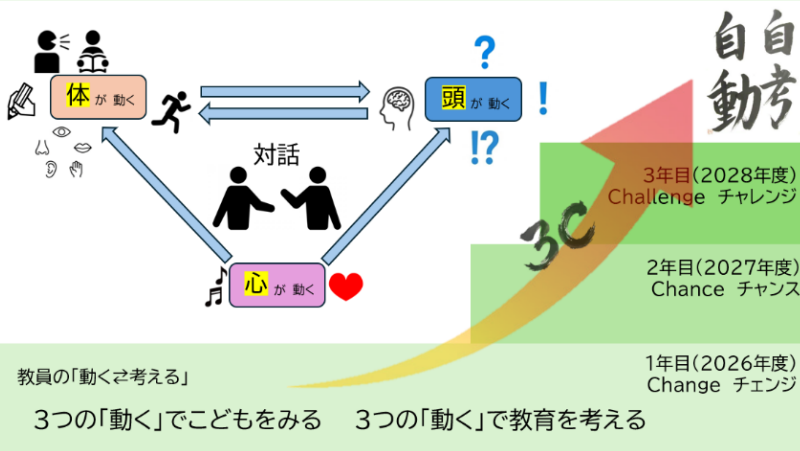 体 が 動く
頭 が 動く
?
!
!?
対話
心 が 動く
自考
自動
3C
3年目(2028年度)
Challenge チャレンジ
2年目(2027年度)
Chance チャンス
1年目(2026年度)
Change チェンジ
教員の「動く⇄考える」
3つの「動く」でこどもをみる 3つの「動く」で教育を考える